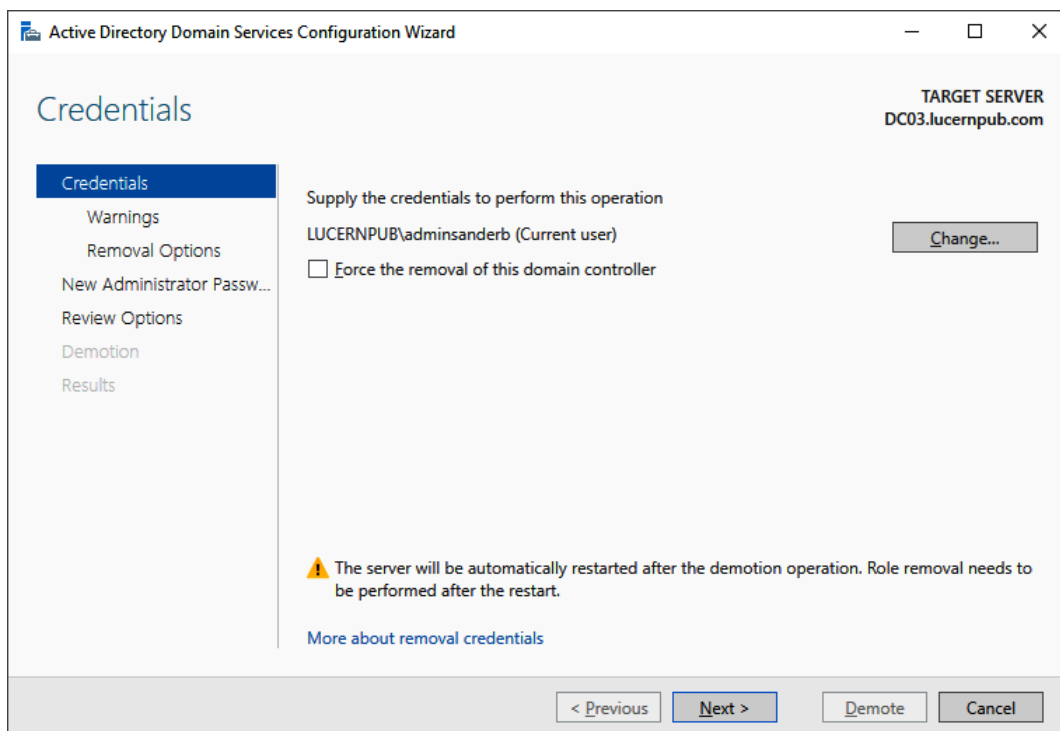 Active Directory Domain Services Configuration Wizard
Credentials
TARGET SERVER
DC03.lucernpub.com
Credentials
Warnings
Removal Options
New Administrator Passw...
Review Options
Demotion
Results
Supply the credentials to perform this operation
LUCERNPUB\adminsanderb (Current user)
Change...
Force the removal of this domain controller
The server will be automatically restarted after the demotion operation. Role removal needs to
be performed after the restart.
More about removal credentials
< Previous
Next >
Demote
Cancel